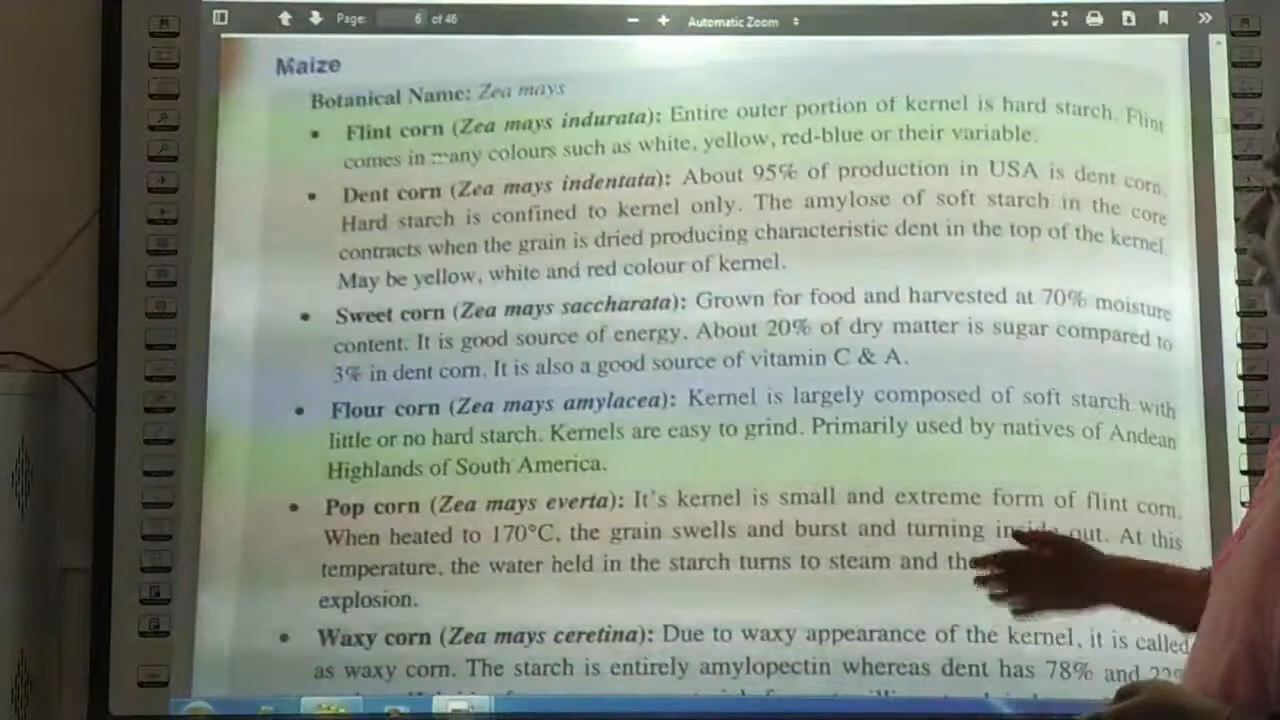 Page: 6 of 46
Automatic Zoom
Maize
Botanical Name: Zea mays
• Flint corn (Zea mays indurata): Entire outer portion of kernel is hard starch. Flint
comes in many colours such as white, yellow, red-blue or their variable.
• Dent corn (Zea mays indentata): About 95% of production in USA is dent corn.
Hard starch is confined to kernel only. The amylose of soft starch in the core
contracts when the grain is dried producing characteristic dent in the top of the kernel.
May be yellow, white and red colour of kernel.
• Sweet corn (Zea mays saccharata): Grown for food and harvested at 70% moisture
content. It is good source of energy. About 20% of dry matter is sugar compared to
3% in dent corn. It is also a good source of vitamin C & A.
• Flour corn (Zea mays amylacea): Kernel is largely composed of soft starch with
little or no hard starch. Kernels are easy to grind. Primarily used by natives of Andean
Highlands of South America.
• Pop corn (Zea mays everta): It's kernel is small and extreme form of flint corn.
When heated to 170°C, the grain swells and burst and turning inside out. At this
temperature, the water held in the starch turns to steam and
explosion.
• Waxy corn (Zea mays ceretina): Due to waxy appearance of the kernel, it is called
as waxy corn. The starch is entirely amylopectin whereas dent has 78% and